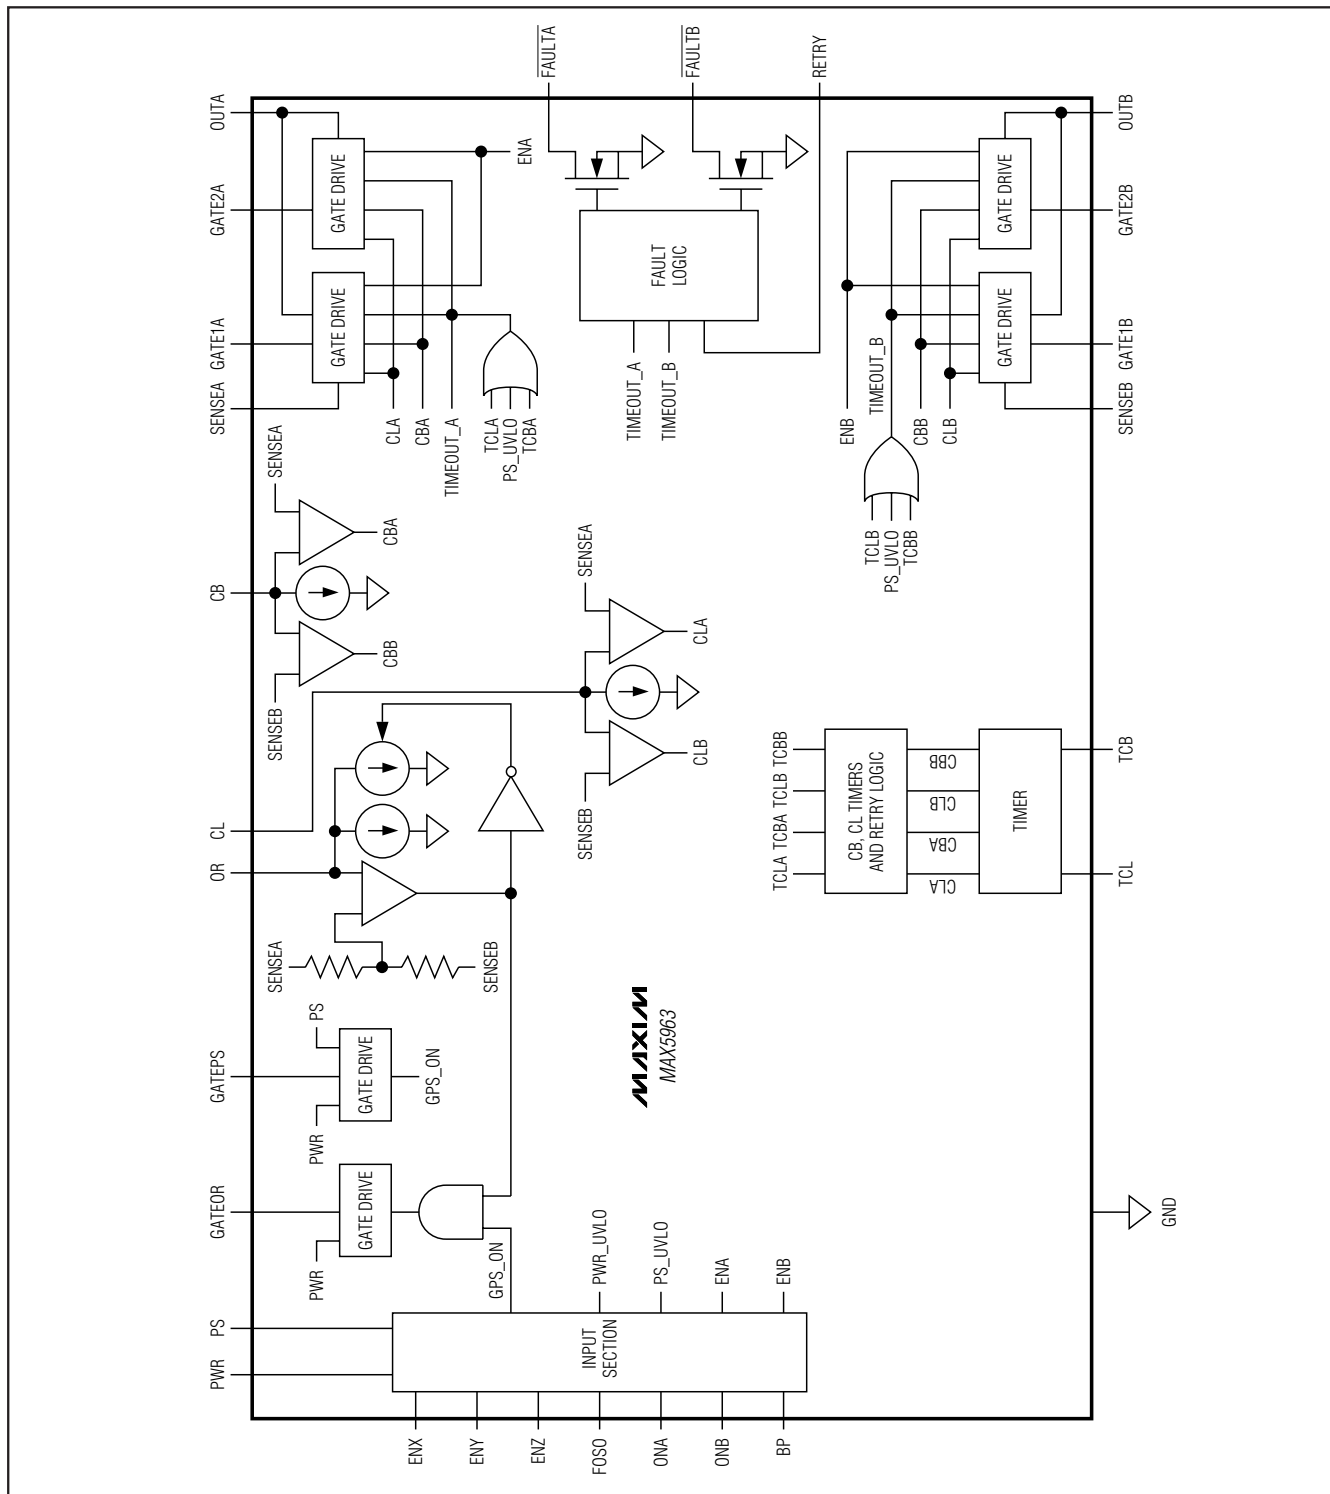 PWR
PS
GATEOR
GATEPS
OR
CL
CB
SENSEA
GATE1A
GATE2A
OUTA
PWR
GATE DRIVE
PWR
PS
GATE DRIVE
GPS_ON
SENSEA
SENSEB
SENSEB
SENSEA
CBB
CBA
GATE DRIVE
GATE DRIVE
CLA
CBA
TIMEOUT_A
TCLA
PS_UVLO
TCBA
ENA
FAULTA
FAULTB
RETRY
FAULT
LOGIC
TIMEOUT_A
TIMEOUT_B
ENX
ENY
ENZ
FOSO
ONA
ONB
BP
INPUT
SECTION
GPS_ON
PWR_UVLO
PS_UVLO
ENA
ENB
SENSEB
SENSEA
CLB
CLA
MAXIM
MAX5963
TCLA TCBA TCLB TCBB
CB, CL TIMERS
AND RETRY LOGIC
CLA
CBA
CLB
CBB
TIMER
TCL
TCB
TCLB
PS_UVLO
TCBB
ENB
TIMEOUT_B
CBB
CLB
GATE DRIVE
GATE DRIVE
GND
SENSEB
GATE1B
GATE2B
OUTB